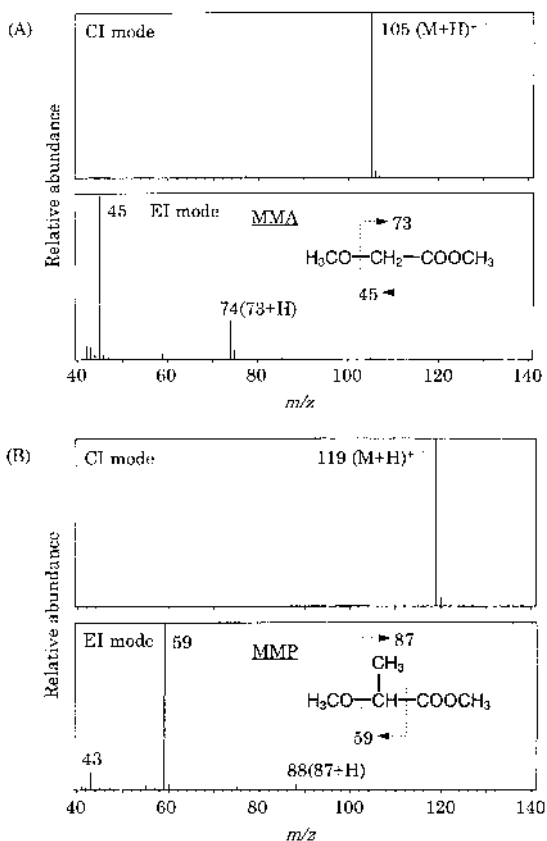 (A)
CI mode
105 (M+H)⁺
45
EI mode
MMA
73
H₃CO—CH₂—COOCH₃
45
74(73+H)
40 60 80 100 120 140
m/z
Relative abundance
(B)
CI mode
119 (M+H)⁺
EI mode
59
MMP
87
CH₃
H₃CO—CH—COOCH₃
59
43
88(87+H)
40 60 80 100 120 140
m/z
Relative abundance